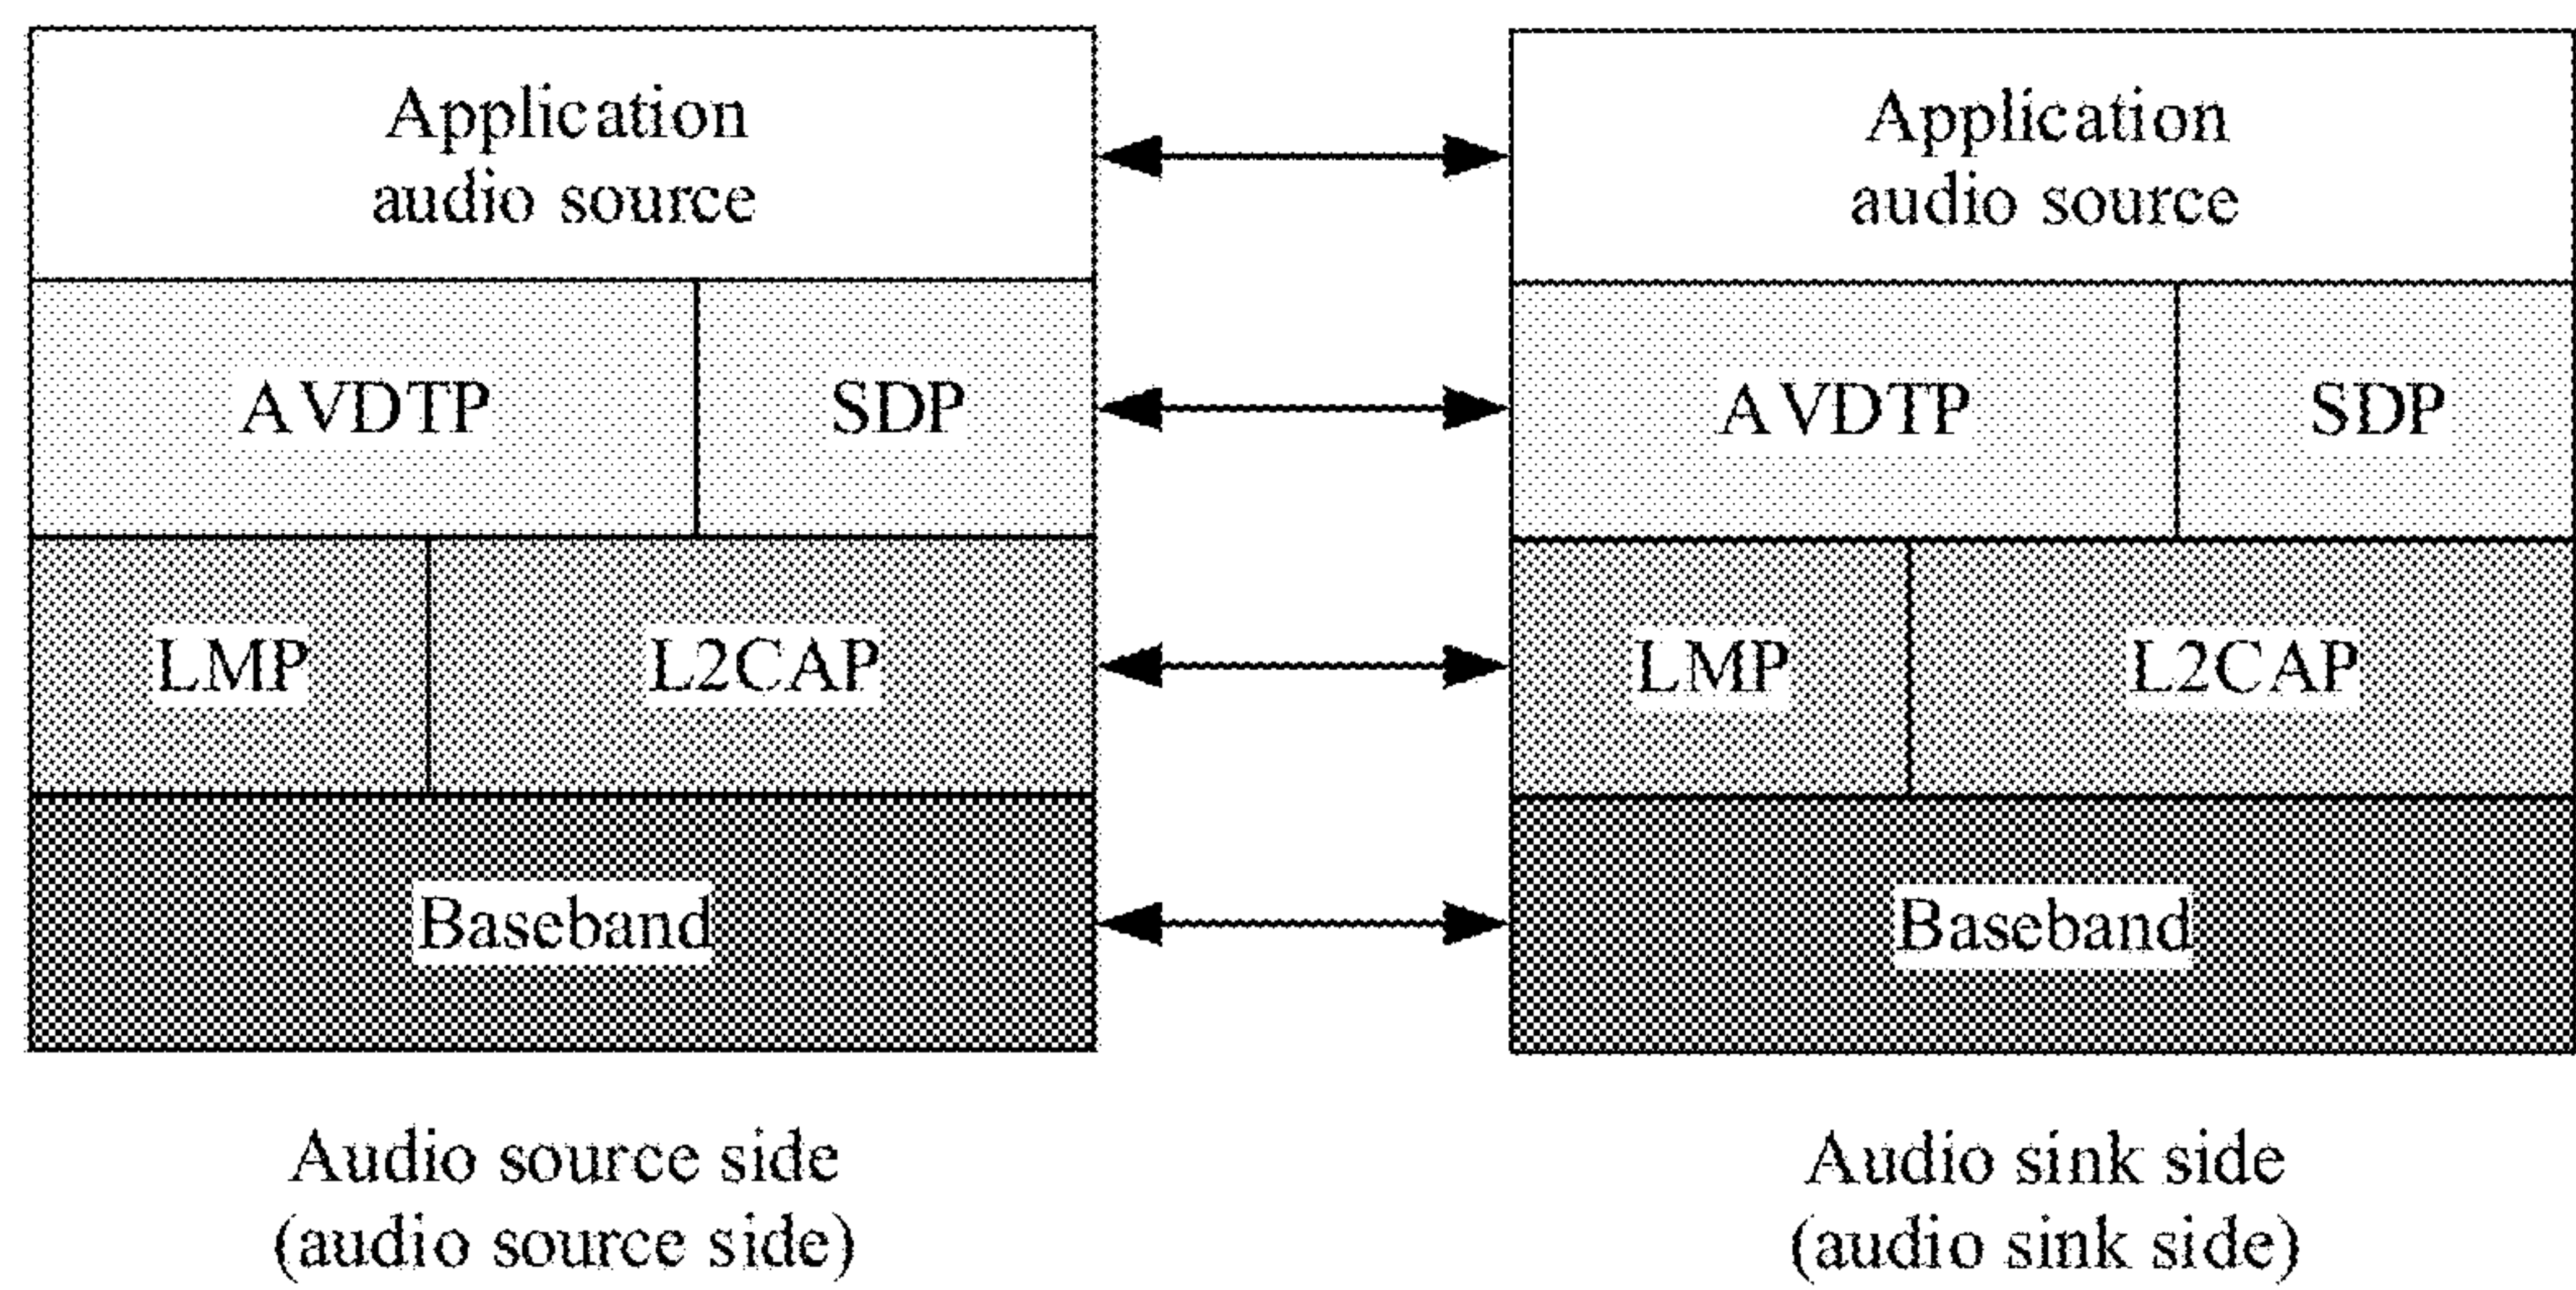 Application
audio source
AVDTP
SDP
LMP
L2CAP
Baseband
Audio source side
(audio source side)
Application
audio source
AVDTP
SDP
LMP
L2CAP
Baseband
Audio sink side
(audio sink side)